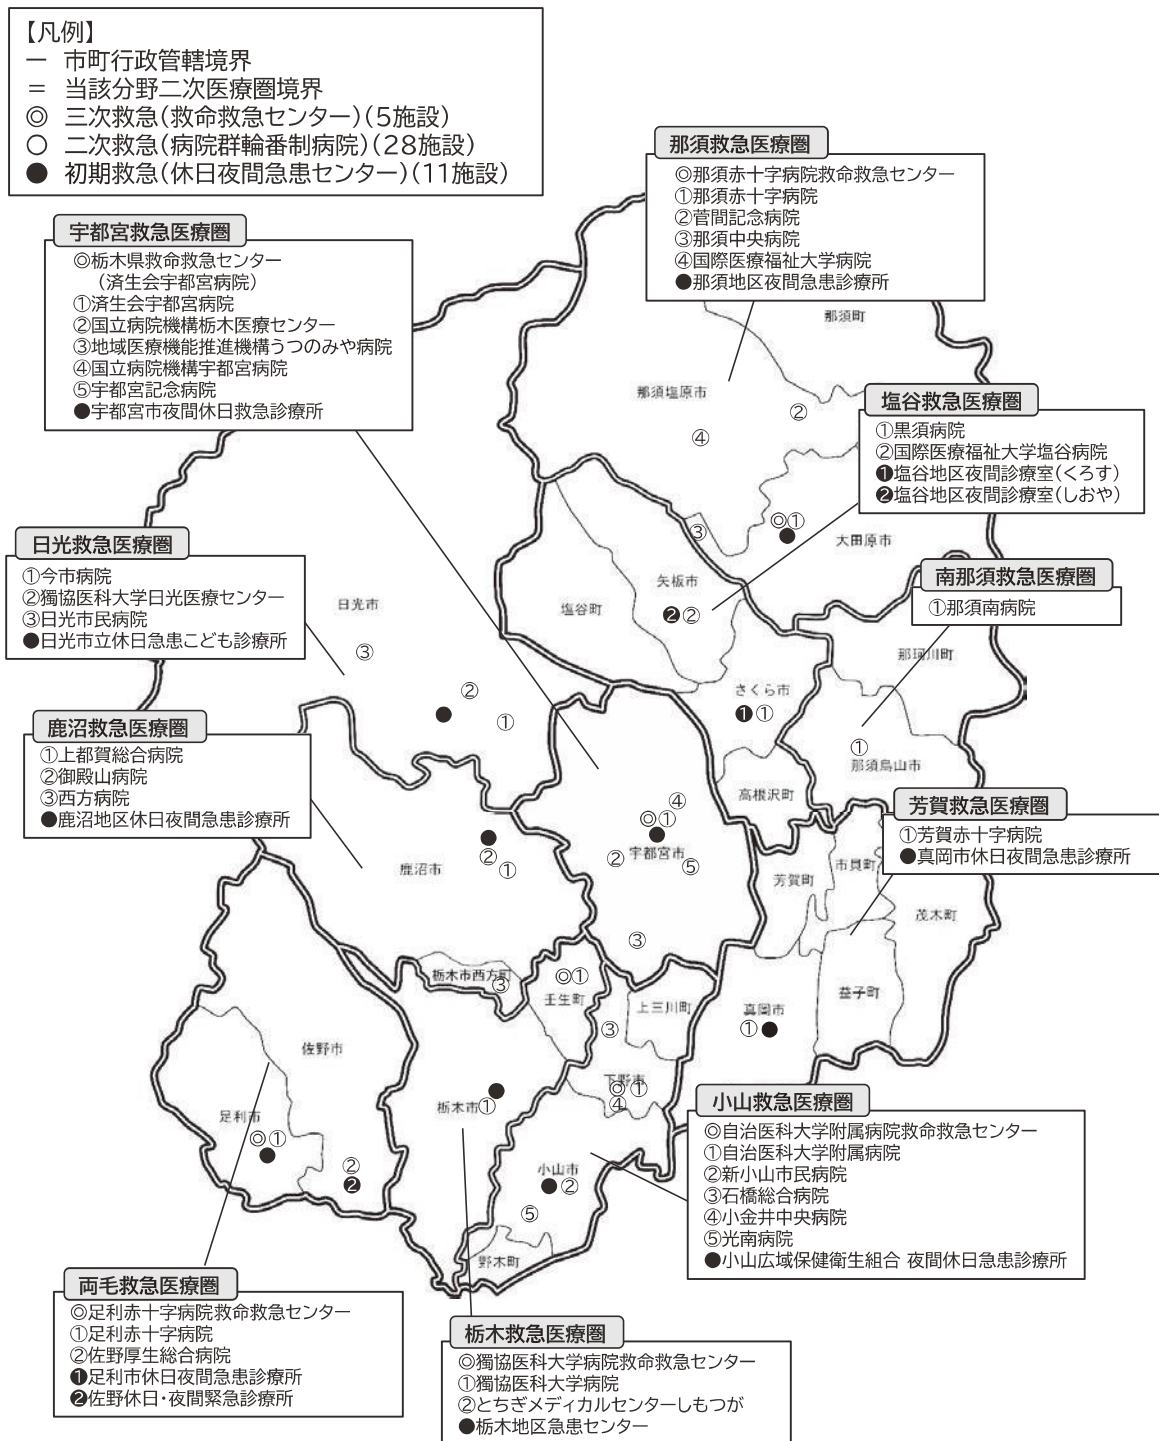 【凡例】
― 市町行政管轄境界
＝ 当該分野二次医療圏境界
◎ 三次救急(救命救急センター)(5施設)
○ 二次救急(病院群輪番制病院)(28施設)
● 初期救急(休日夜間急患センター)(11施設)
那須救急医療圏
◎那須赤十字病院救命救急センター
①那須赤十字病院
②菅間記念病院
③那須中央病院
④国際医療福祉大学病院
●那須地区夜間急患診療所
宇都宮救急医療圏
◎栃木県救命救急センター
(済生会宇都宮病院)
①済生会宇都宮病院
②国立病院機構栃木医療センター
③地域医療機能推進機構うつのみや病院
④国立病院機構宇都宮病院
⑤宇都宮記念病院
●宇都宮市夜間休日救急診療所
塩谷救急医療圏
①黒須病院
②国際医療福祉大学塩谷病院
❶塩谷地区夜間診療室(くろす)
❷塩谷地区夜間診療室(しおや)
日光救急医療圏
①今市病院
②獨協医科大学日光医療センター
③日光市民病院
●日光市立休日急患こども診療所
南那須救急医療圏
①那須南病院
鹿沼救急医療圏
①上都賀総合病院
②御殿山病院
③西方病院
●鹿沼地区休日夜間急患診療所
芳賀救急医療圏
①芳賀赤十字病院
●真岡市休日夜間急患診療所
小山救急医療圏
◎自治医科大学附属病院救命救急センター
①自治医科大学附属病院
②新小山市民病院
③石橋総合病院
④小金井中央病院
⑤光南病院
●小山広域保健衛生組合 夜間休日急患診療所
両毛救急医療圏
◎足利赤十字病院救命救急センター
①足利赤十字病院
②佐野厚生総合病院
❶足利市休日夜間急患診療所
❷佐野休日・夜間緊急診療所
栃木救急医療圏
◎獨協医科大学病院救命救急センター
①獨協医科大学病院
②とちぎメディカルセンターしもつが
●栃木地区急患センター
那須町
那須塩原市
②
④
◎①
●
③
大田原市
矢板市
❷②
塩谷町
日光市
③
②
●
①
那珂川町
さくら市
❶①
①
那須烏山市
高根沢町
④
◎①
●
宇都宮市
②
⑤
③
●
②
①
鹿沼市
芳賀町
市貝町
茂木町
栃木市西方町
③
◎①
壬生町
上三川町
③
真岡市
①●
益子町
佐野市
下野市
◎①
④
●
栃木市①
足利市
◎①
●
②
❷
小山市
●②
⑤
野木町